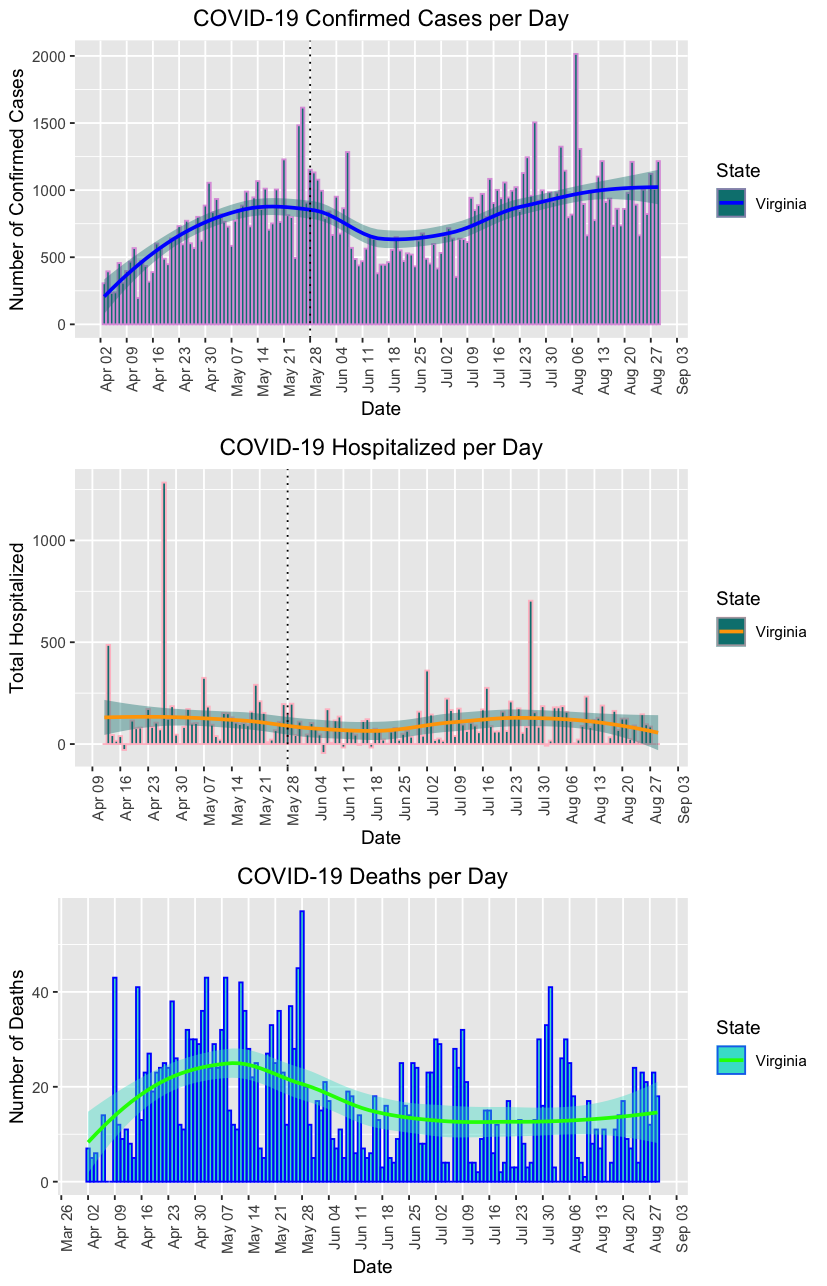 COVID-19 Confirmed Cases per Day
Number of Confirmed Cases
2000
1500
1000
500
0
Apr 02
Apr 09
Apr 16
Apr 23
Apr 30
May 07
May 14
May 21
May 28
Jun 04
Jun 11
Jun 18
Jun 25
Jul 02
Jul 09
Jul 16
Jul 23
Jul 30
Aug 06
Aug 13
Aug 20
Aug 27
Sep 03
Date
State
Virginia
COVID-19 Hospitalized per Day
Total Hospitalized
1000
500
0
Apr 09
Apr 16
Apr 23
Apr 30
May 07
May 14
May 21
May 28
Jun 04
Jun 11
Jun 18
Jun 25
Jul 02
Jul 09
Jul 16
Jul 23
Jul 30
Aug 06
Aug 13
Aug 20
Aug 27
Sep 03
Date
State
Virginia
COVID-19 Deaths per Day
Number of Deaths
40
20
0
Mar 26
Apr 02
Apr 09
Apr 16
Apr 23
Apr 30
May 07
May 14
May 21
May 28
Jun 04
Jun 11
Jun 18
Jun 25
Jul 02
Jul 09
Jul 16
Jul 23
Jul 30
Aug 06
Aug 13
Aug 20
Aug 27
Sep 03
Date
State
Virginia